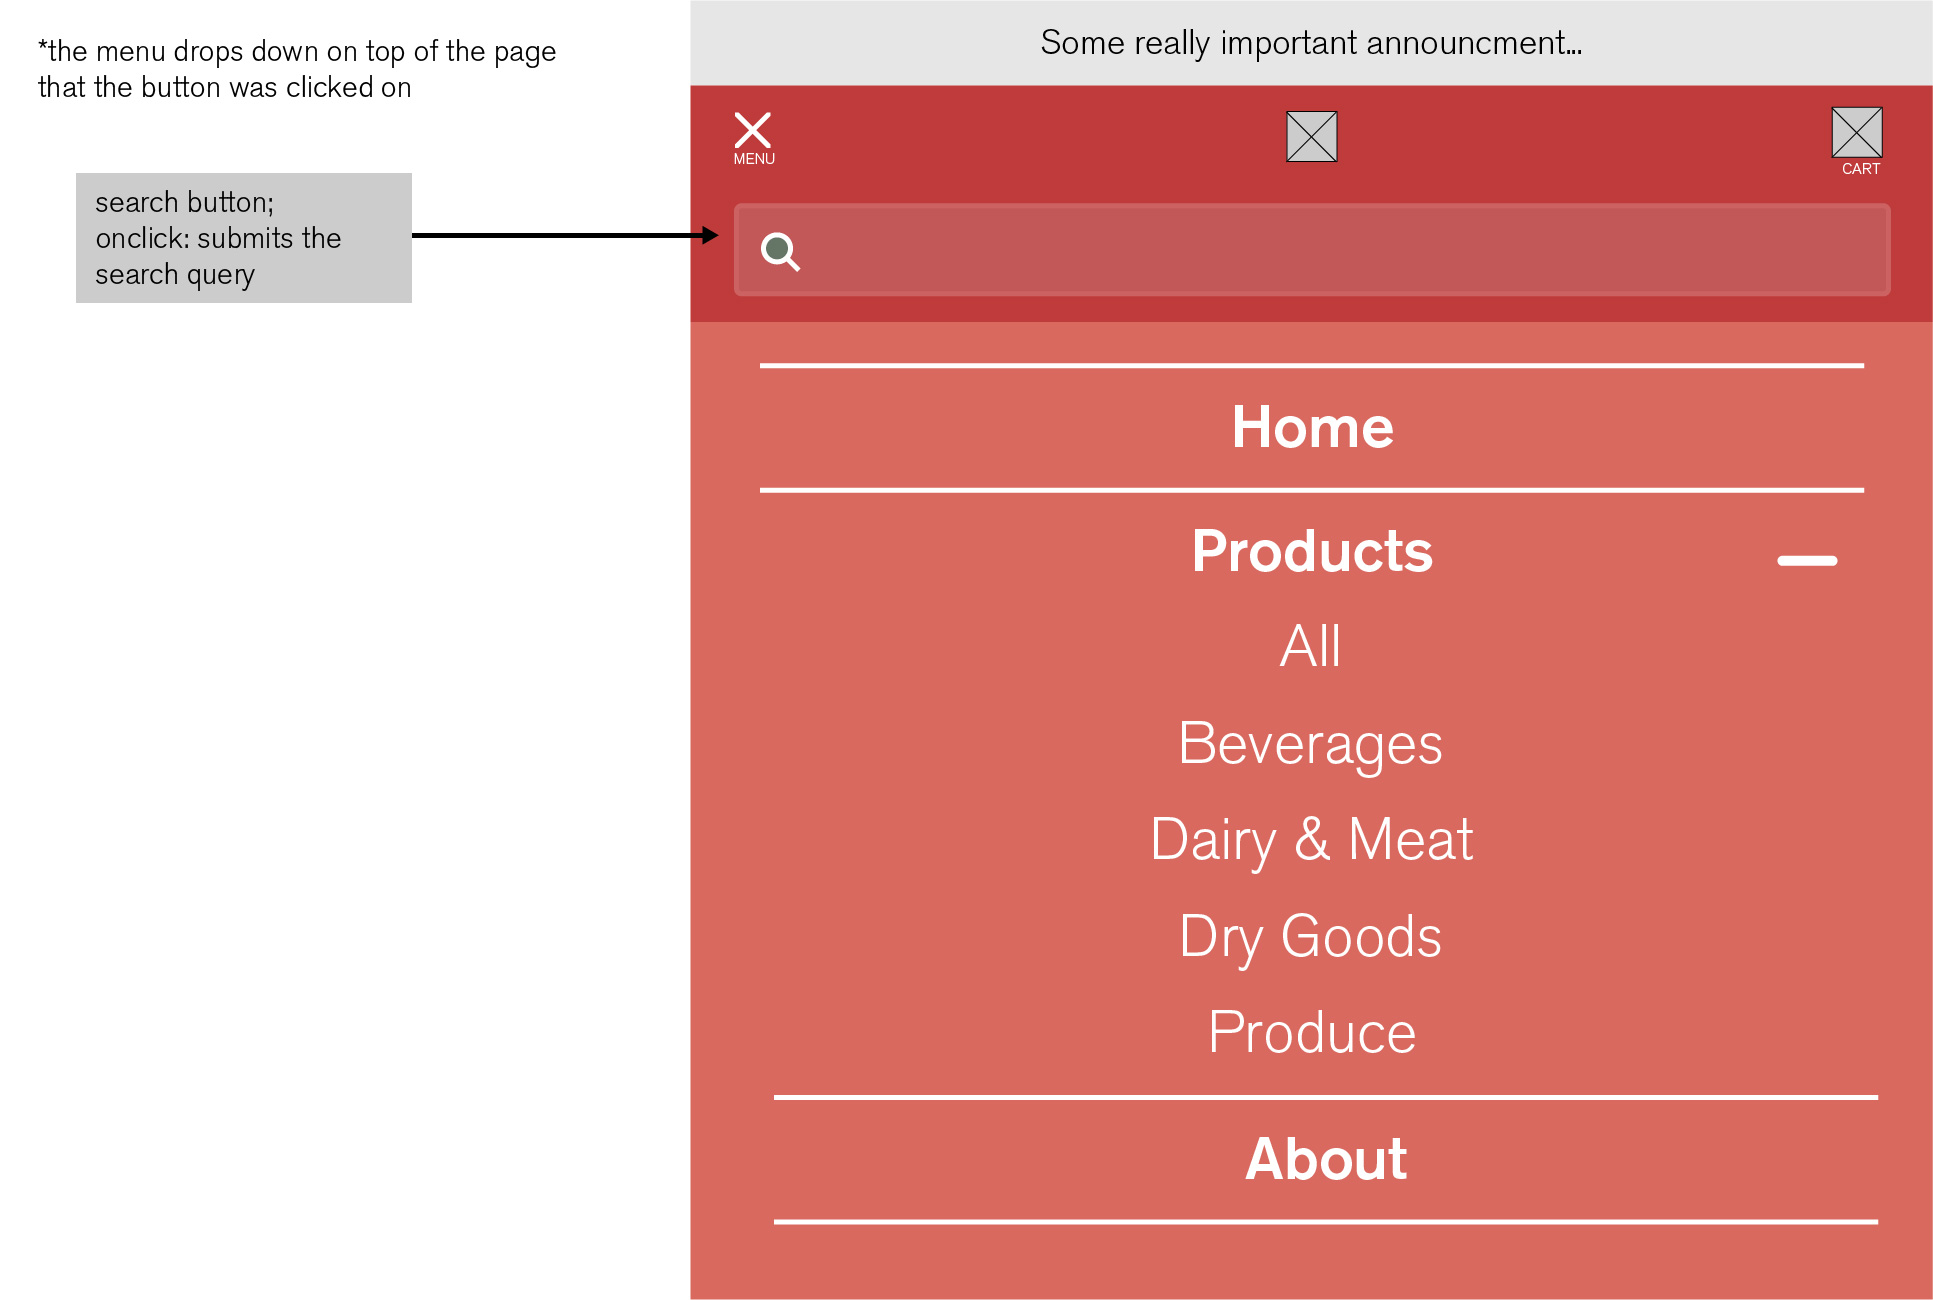 *the menu drops down on top of the page
that the button was clicked on
search button;
onclick: submits the
search query
Some really important announcment...
MENU
CART
Home
Products
All
Beverages
Dairy & Meat
Dry Goods
Produce
About